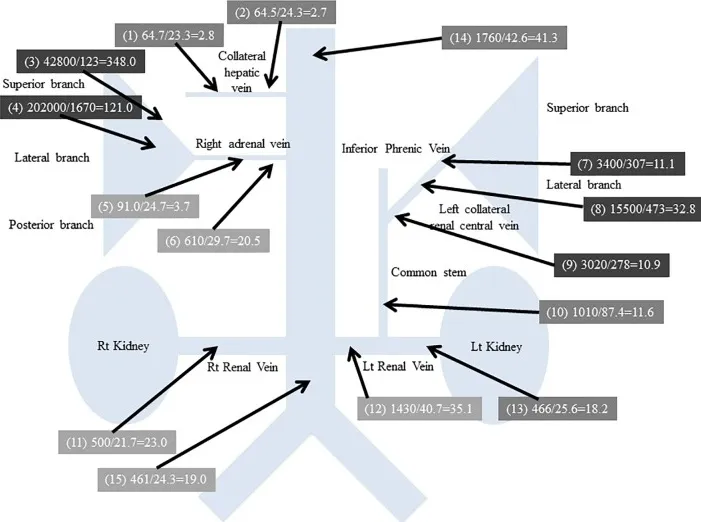 (2) 64.5/24.3=2.7
(1) 64.7/23.3=2.8
(14) 1760/42.6=41.3
(3) 42800/123=348.0
Collateral
hepatic
vein
Superior branch
(4) 202000/1670=121.0
Superior branch
Right adrenal vein
Inferior Phrenic Vein
Lateral branch
(7) 3400/307=11.1
Lateral branch
(5) 91.0/24.7=3.7
(8) 15500/473=32.8
Posterior branch
Left collateral
renal central vein
(6) 610/29.7=20.5
(9) 3020/278=10.9
Common stem
(10) 1010/87.4=11.6
Rt Kidney
Lt Kidney
Rt Renal Vein
Lt Renal Vein
(12) 1430/40.7=35.1
(13) 466/25.6=18.2
(11) 500/21.7=23.0
(15) 461/24.3=19.0